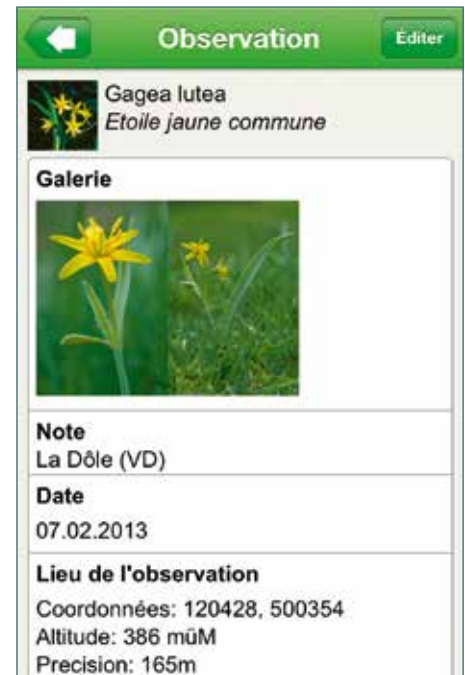 Observation
Éditer
Gagea lutea
Etoile jaune commune
Galerie
Note
La Dôle (VD)
Date
07.02.2013
Lieu de l'observation
Coordonnées: 120428, 500354
Altitude: 386 müM
Precision: 165m